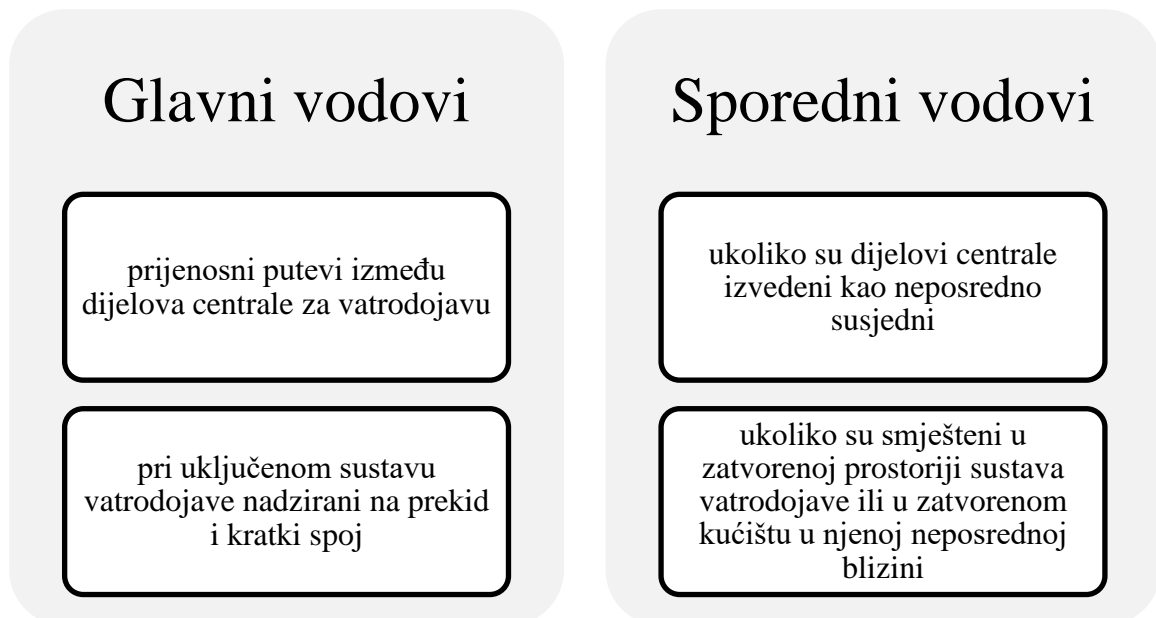 Glavni vodovi
prijenosni putevi između
dijelova centrale za vatrodojavu
pri uključenom sustavu
vatrodojave nadzirani na prekid
i kratki spoj
Sporedni vodovi
ukoliko su dijelovi centrale
izvedeni kao neposredno
susjedni
ukoliko su smješteni u
zatvorenoj prostoriji sustava
vatrodojave ili u zatvorenom
kućištu u njenoj neposrednoj
blizini